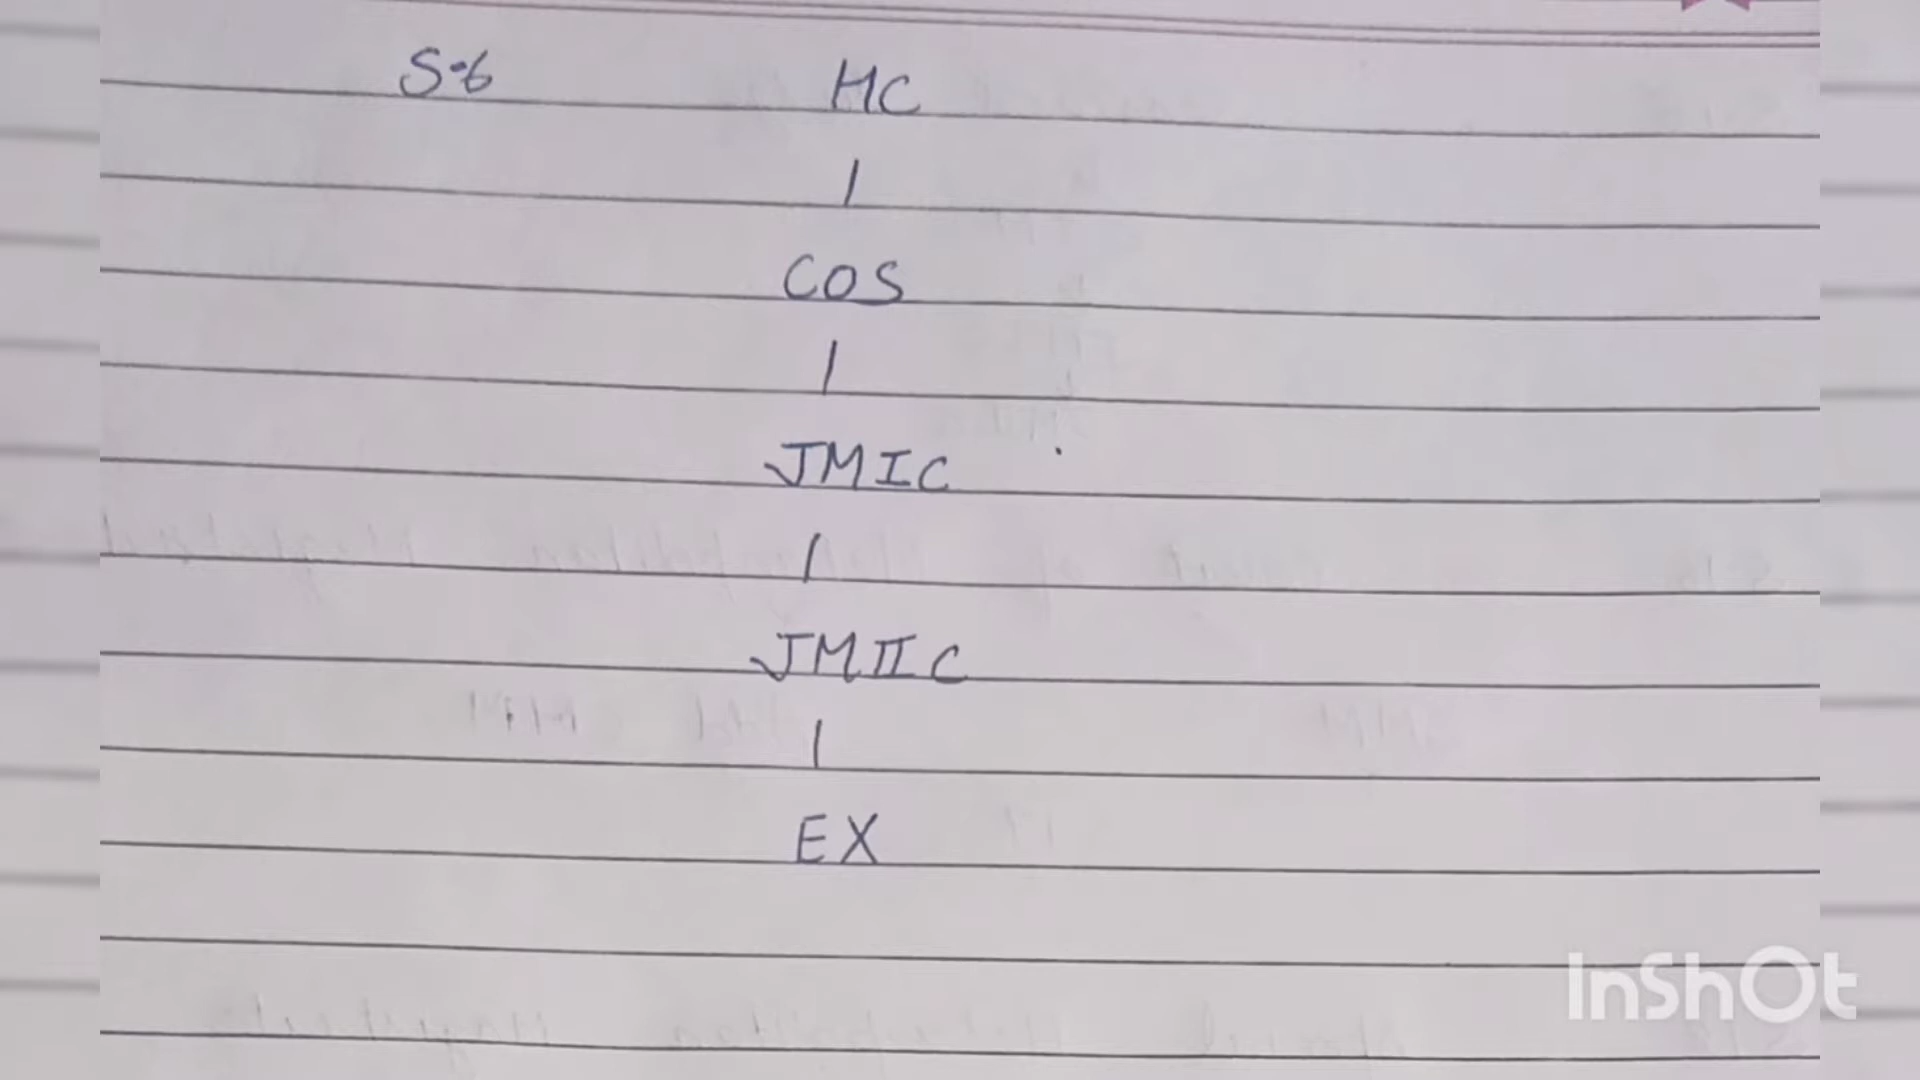 S-6 HC
|
COS
|
JMIC
|
JMIIC
|
EX
InShOt